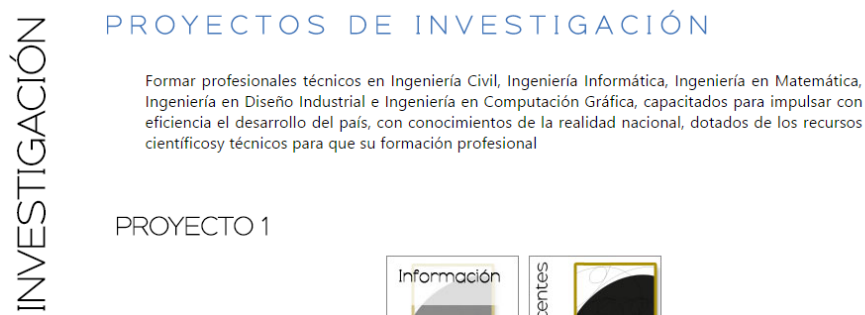 INVESTIGACIÓN
PROYECTOS DE INVESTIGACIÓN
Formar profesionales técnicos en Ingeniería Civil, Ingeniería Informática, Ingeniería en Matemática,
Ingeniería en Diseño Industrial e Ingeniería en Computación Gráfica, capacitados para impulsar con
eficiencia el desarrollo del país, con conocimientos de la realidad nacional, dotados de los recursos
científicosy técnicos para que su formación profesional
PROYECTO 1
Información